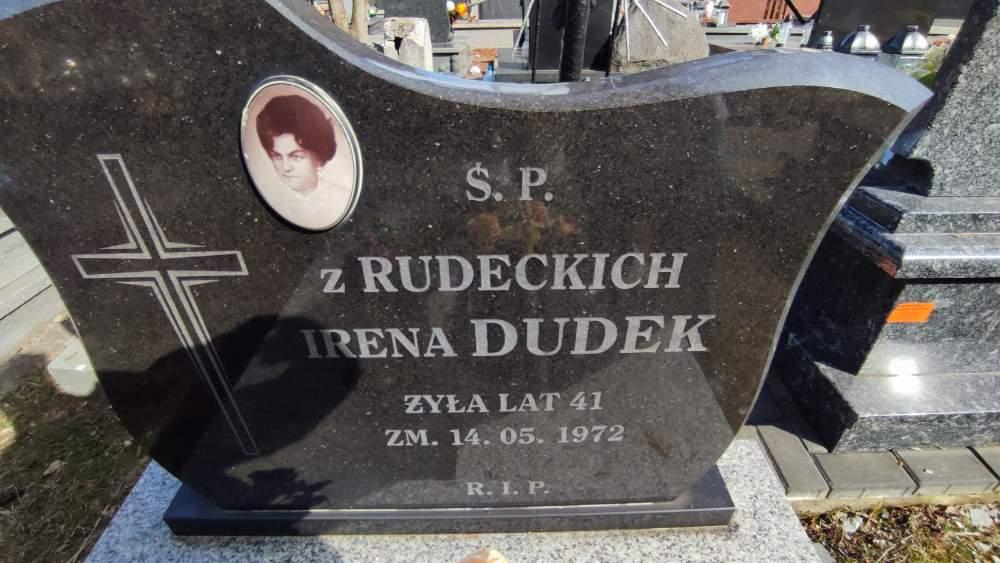 Ś. P.
z RUDECKICH
IRENA DUDEK
ŻYŁA LAT 41
ZM. 14. 05. 1972
R. I. P.